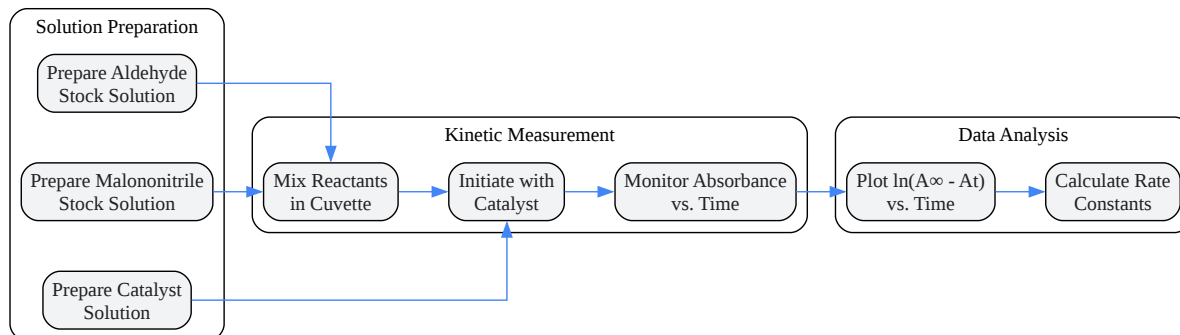 Solution Preparation
Prepare Aldehyde
Stock Solution
Prepare Malononitrile
Stock Solution
Prepare Catalyst
Solution
Kinetic Measurement
Mix Reactants
in Cuvette
Initiate with
Catalyst
Monitor Absorbance
vs. Time
Data Analysis
Plot ln(A∞ - At)
vs. Time
Calculate Rate
Constants